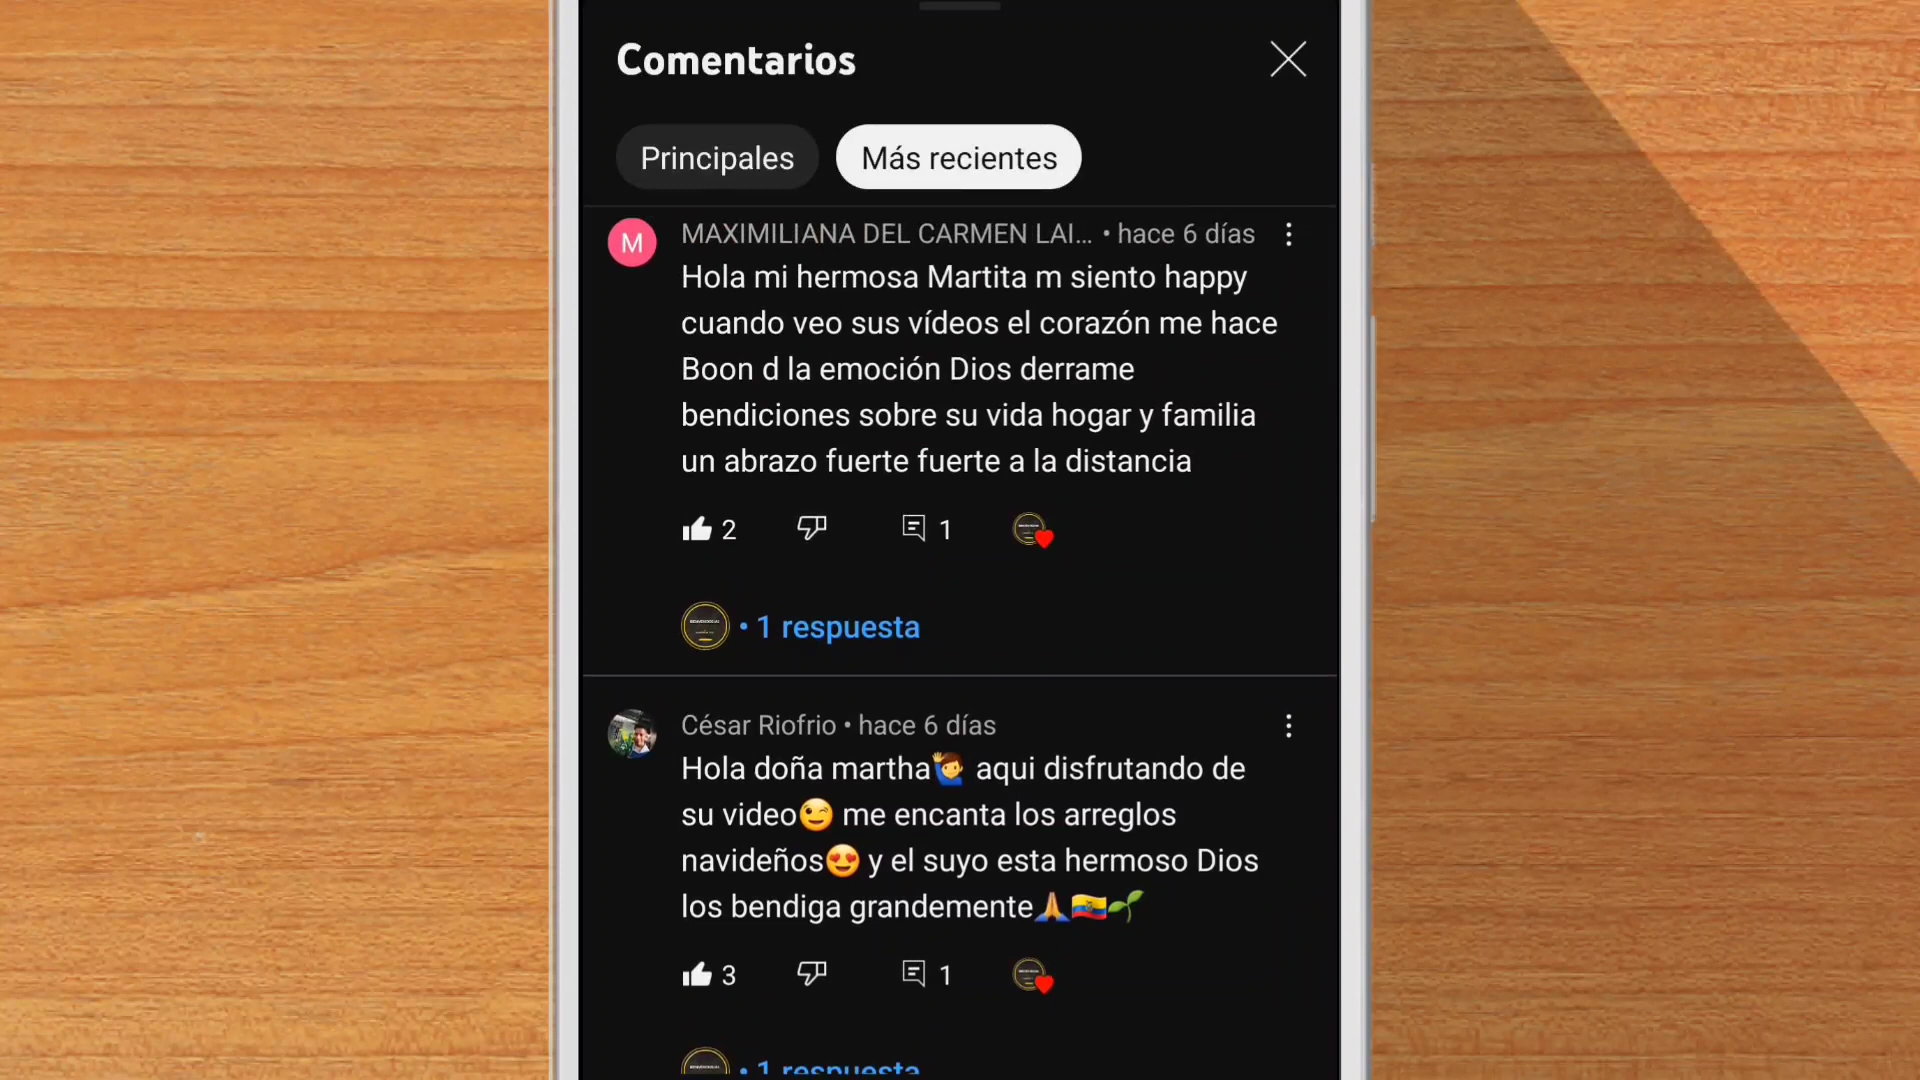 Comentarios
Principales
Más recientes
M
MAXIMILIANA DEL CARMEN LAI... • hace 6 días
Hola mi hermosa Martita m siento happy
cuando veo sus vídeos el corazón me hace
Boon d la emoción Dios derrame
bendiciones sobre su vida hogar y familia
un abrazo fuerte fuerte a la distancia
2
1
• 1 respuesta
César Riofrio • hace 6 días
Hola doña martha🙋‍♂️ aqui disfrutando de
su video😉 me encanta los arreglos
navideños😍 y el suyo esta hermoso Dios
los bendiga grandemente🙏🇪🇨🌱
3
1
• 1 respuesta